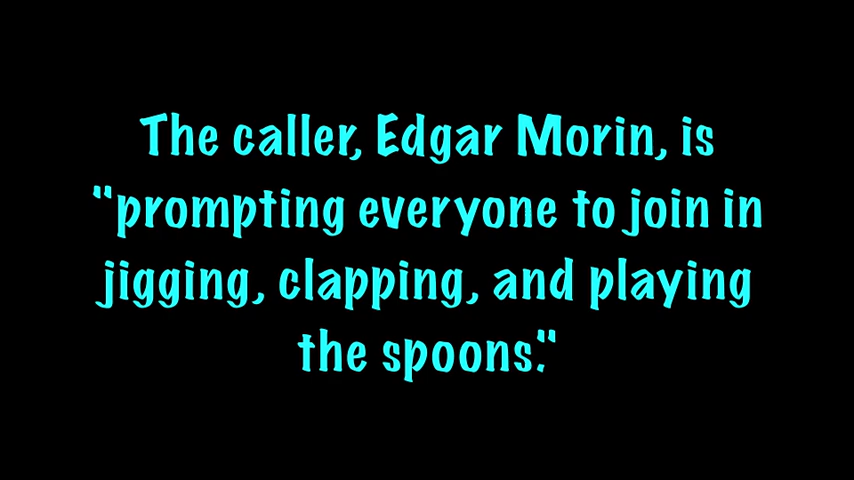 The caller, Edgar Morin, is
"prompting everyone to join in
jigging, clapping, and playing
the spoons."